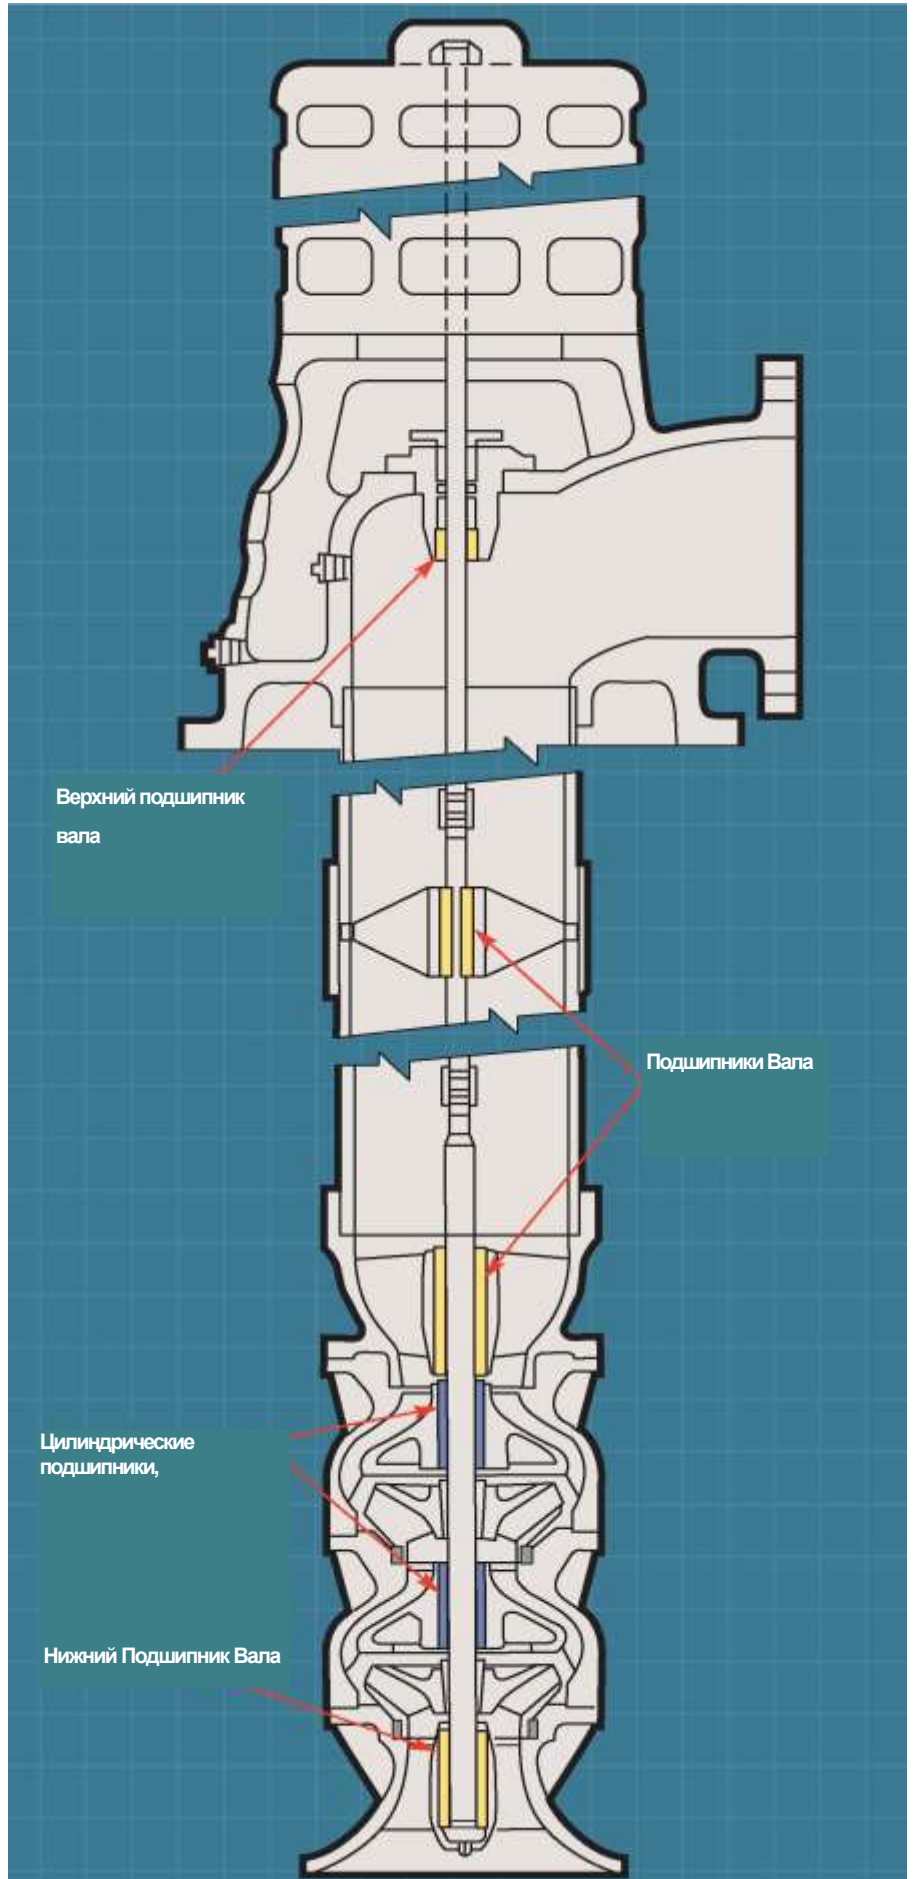 Верхний подшипник
вала
Подшипники Вала
Цилиндрические
подшипники,
Нижний Подшипник Вала